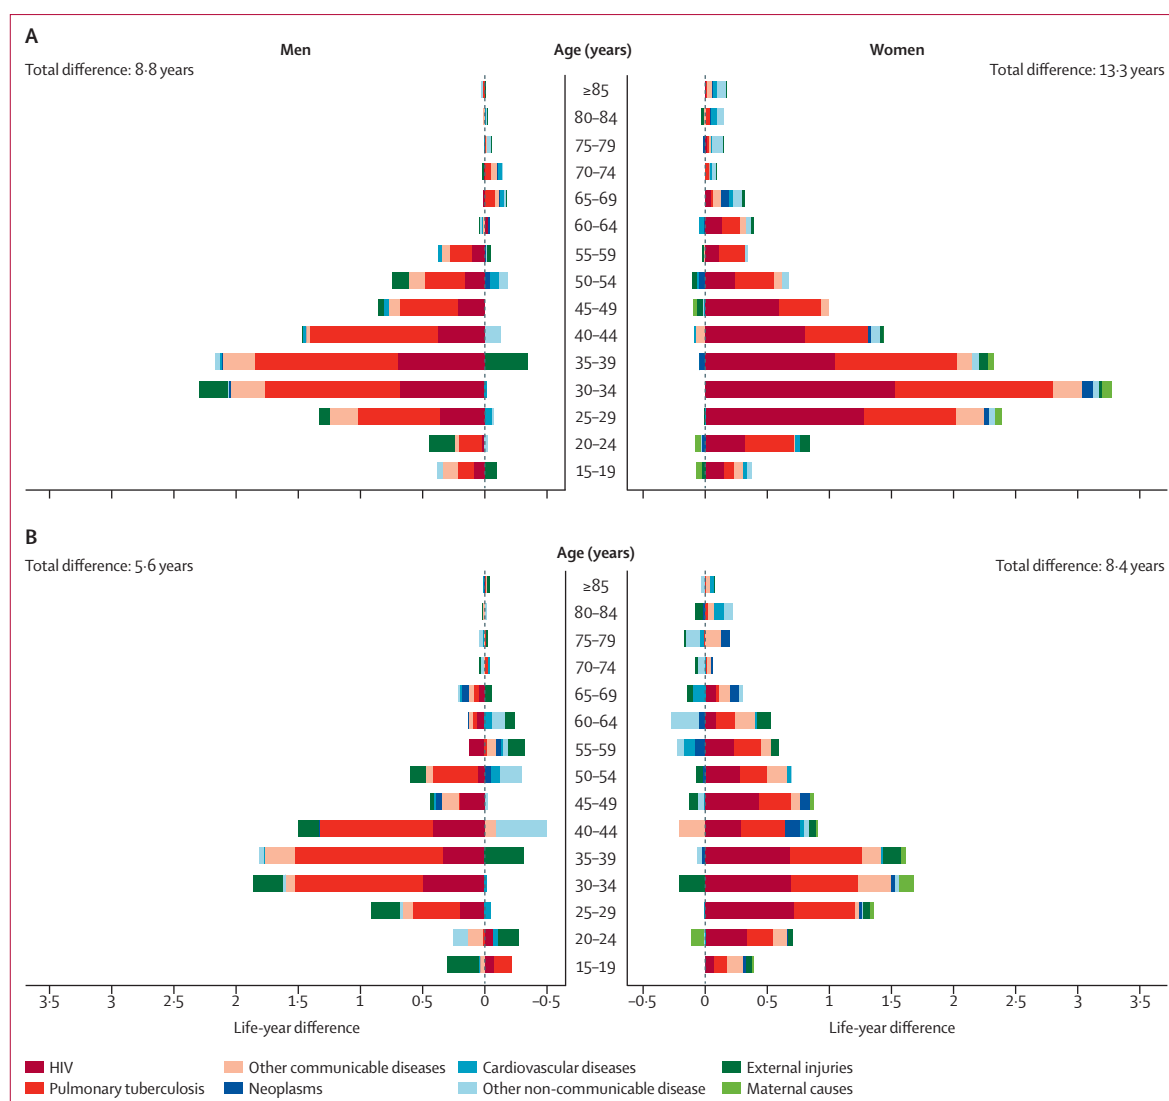 A
Men
Age (years)
Women
Total difference: 8·8 years
Total difference: 13·3 years
≥85
80–84
75–79
70–74
65–69
60–64
55–59
50–54
45–49
40–44
35–39
30–34
25–29
20–24
15–19
B
Age (years)
Total difference: 5·6 years
Total difference: 8·4 years
≥85
80–84
75–79
70–74
65–69
60–64
55–59
50–54
45–49
40–44
35–39
30–34
25–29
20–24
15–19
3·5 3 2·5 2 1·5 1 0·5 0 –0·5
–0·5 0 0·5 1 2 2·5 3 3·5
Life-year difference
Life-year difference
HIV
Other communicable diseases
Cardiovascular diseases
External injuries
Pulmonary tuberculosis
Neoplasms
Other non-communicable disease
Maternal causes